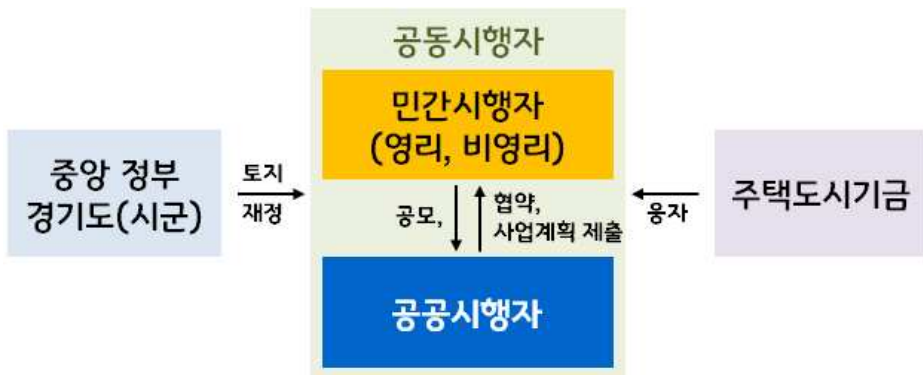 공동시행자
민간시행자
(영리, 비영리)
중앙 정부
경기도(시군)
토지
재정
공모,
협약,
사업계획 제출
융자
주택도시기금
공공시행자